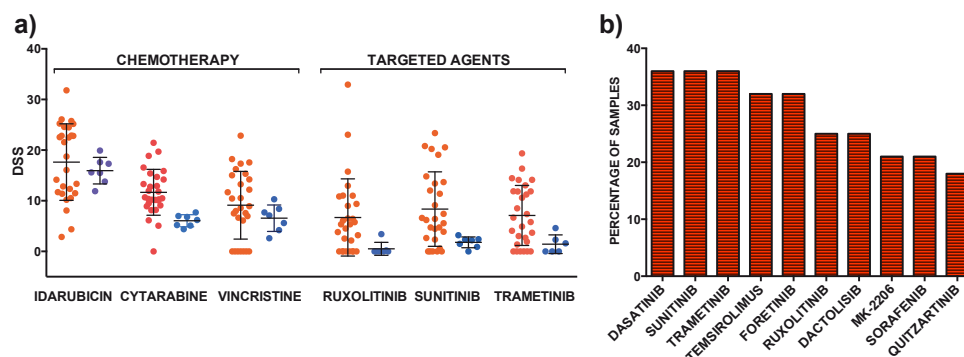 a)
CHEMOTHERAPY TARGETED AGENTS
DSS
40
30
20
10
0
IDARUBICIN CYTARABINE VINCRISTINE RUXOLITINIB SUNITINIB TRAMETINIB
b)
PERCENTAGE OF SAMPLES
40
30
20
10
0
DASATINIB
SUNITINIB
TRAMETINIB
TEMSIROLIMUS
FORETINIB
RUXOLITINIB
DACTOLISIB
MK-2206
SORAFENIB
QUITZARTINIB